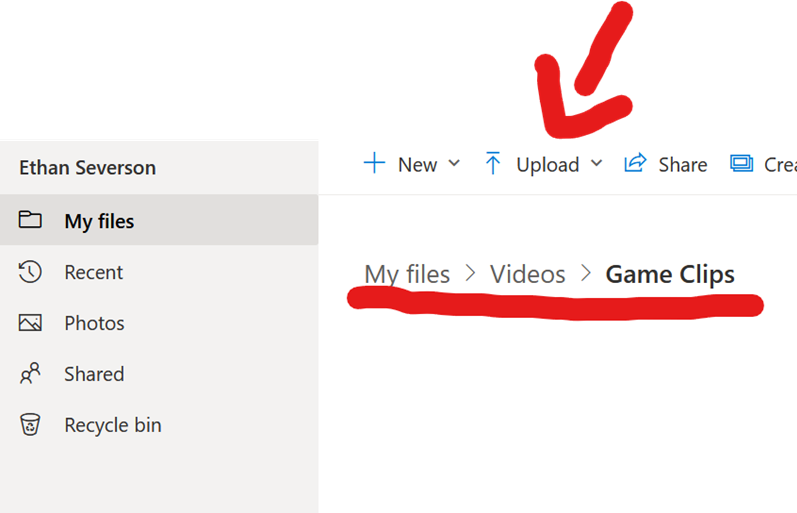 Ethan Severson
New Upload Share Crea
My files
Recent
Photos
Shared
Recycle bin
My files > Videos > Game Clips